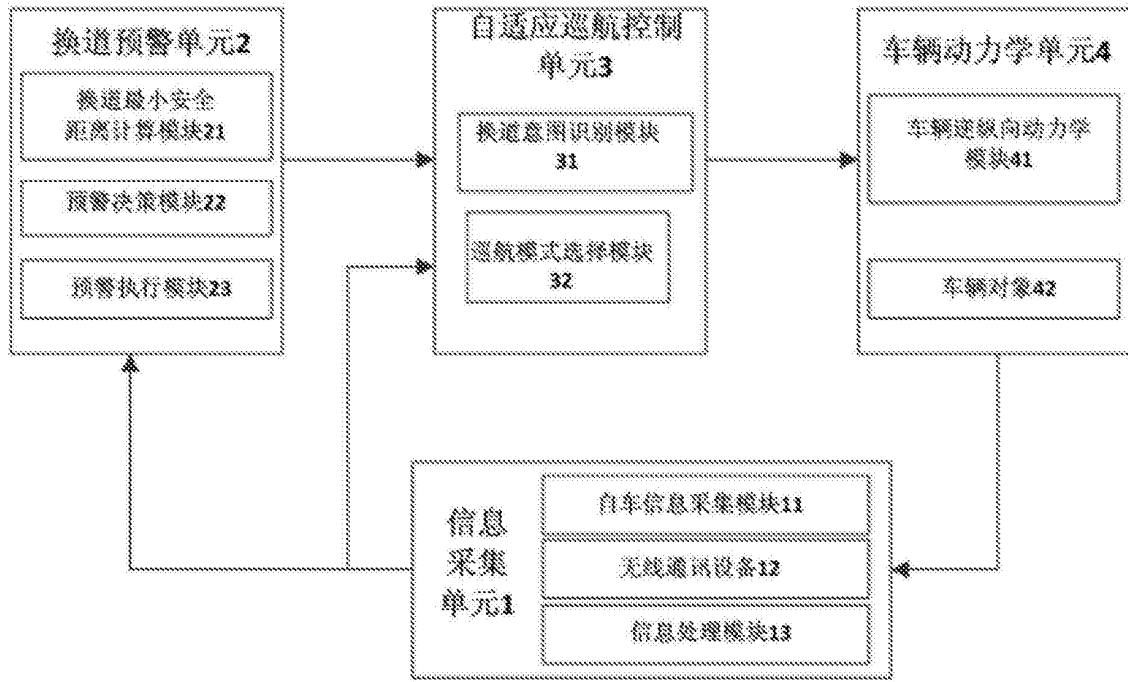 换道预警单元2
换道最小安全
距离计算模块21
预警决策模块22
预警执行模块23
自适应巡航控制
单元3
换道意图识别模块
31
巡航模式选择模块
32
车辆动力学单元4
车辆逆纵向动力学
模块41
车辆对象42
信息
采集
单元1
自车信息采集模块11
无线通讯设备12
信息处理模块13